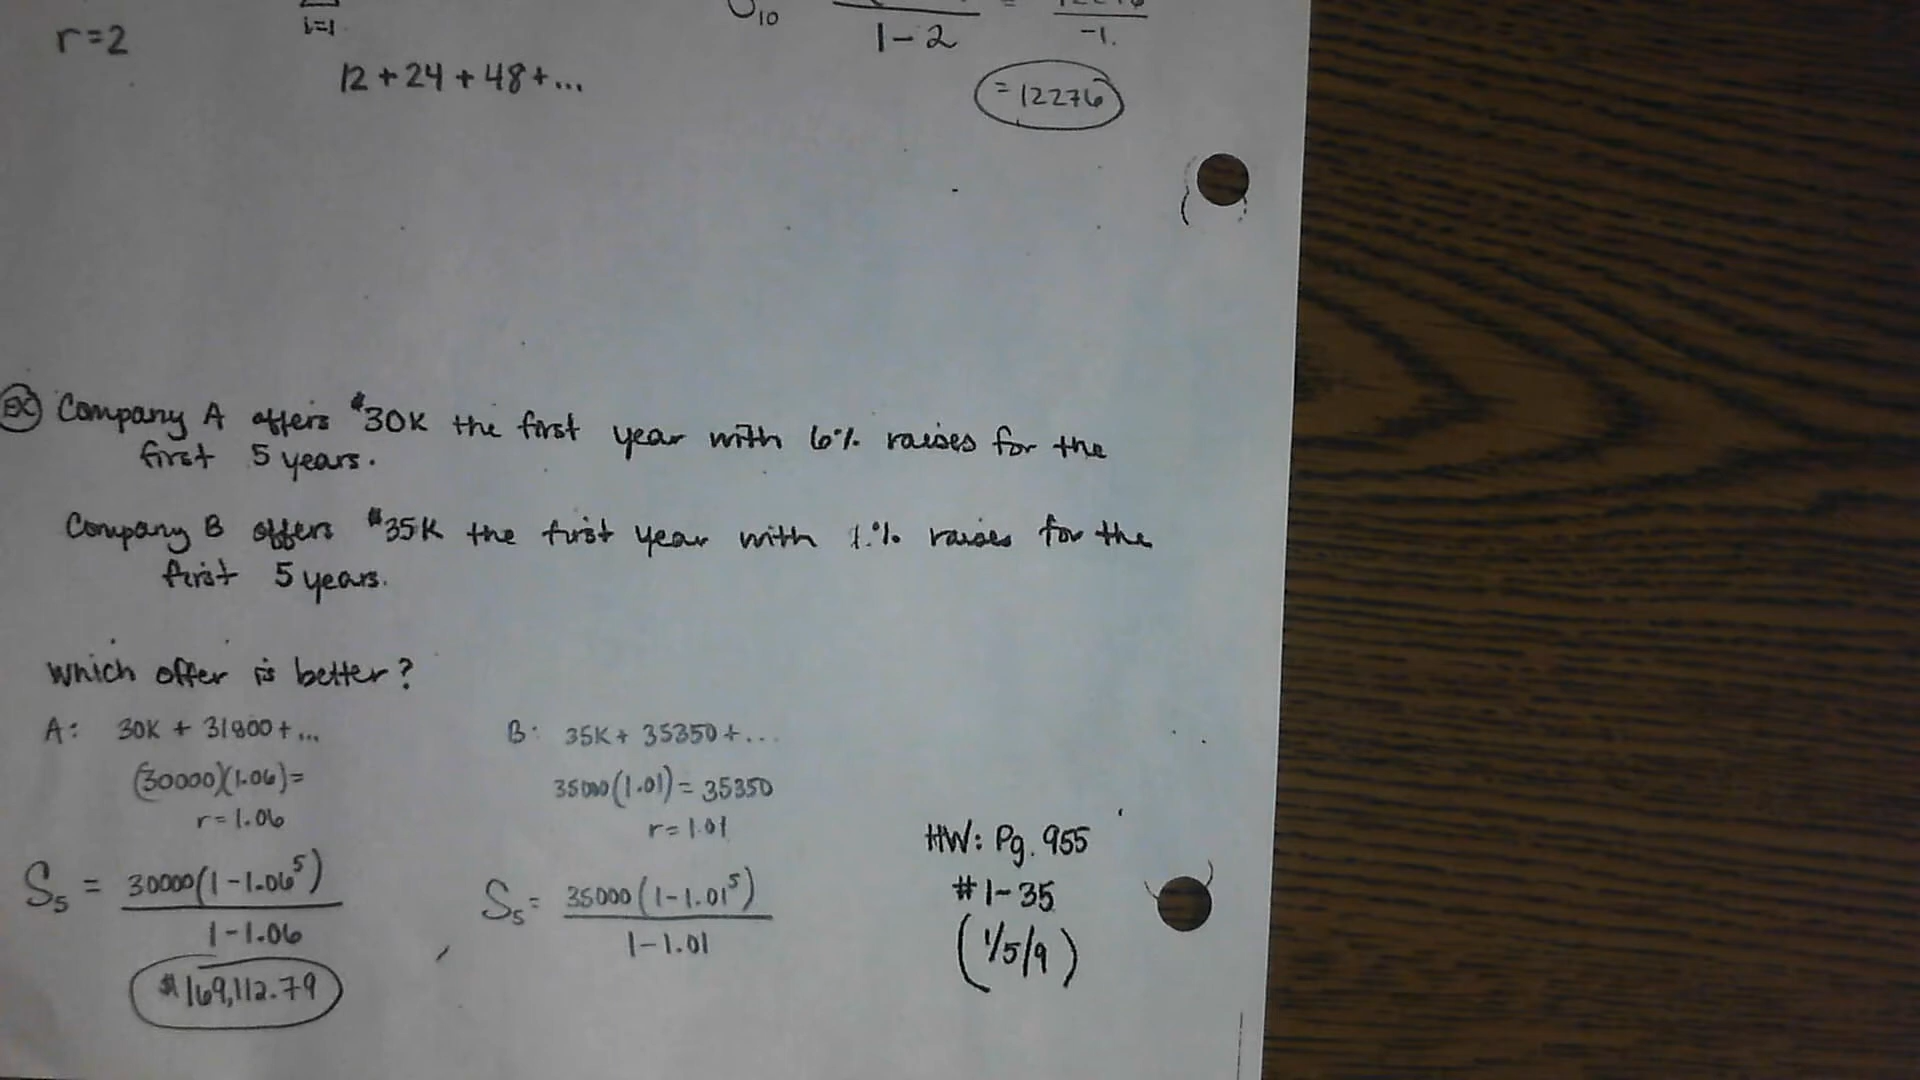 r=2
i=1
S10
1-2
-1.
12+24+48+...
=12276
EX Company A offers $30K the first year with 6% raises for the
first 5 years.
Company B offers $35K the first year with 1% raises for the
first 5 years.
Which offer is better?
A: 30K + 31800+...
(30000)(1.06)=
r=1.06
S5 = 30000(1-1.06^5)
1-1.06
$169,112.79
B: 35K+ 35350+...
35000(1.01)=35350
r=1.01
S5= 35000(1-1.01^5)
1-1.01
HW: Pg. 955
#1-35
(1/5/9)